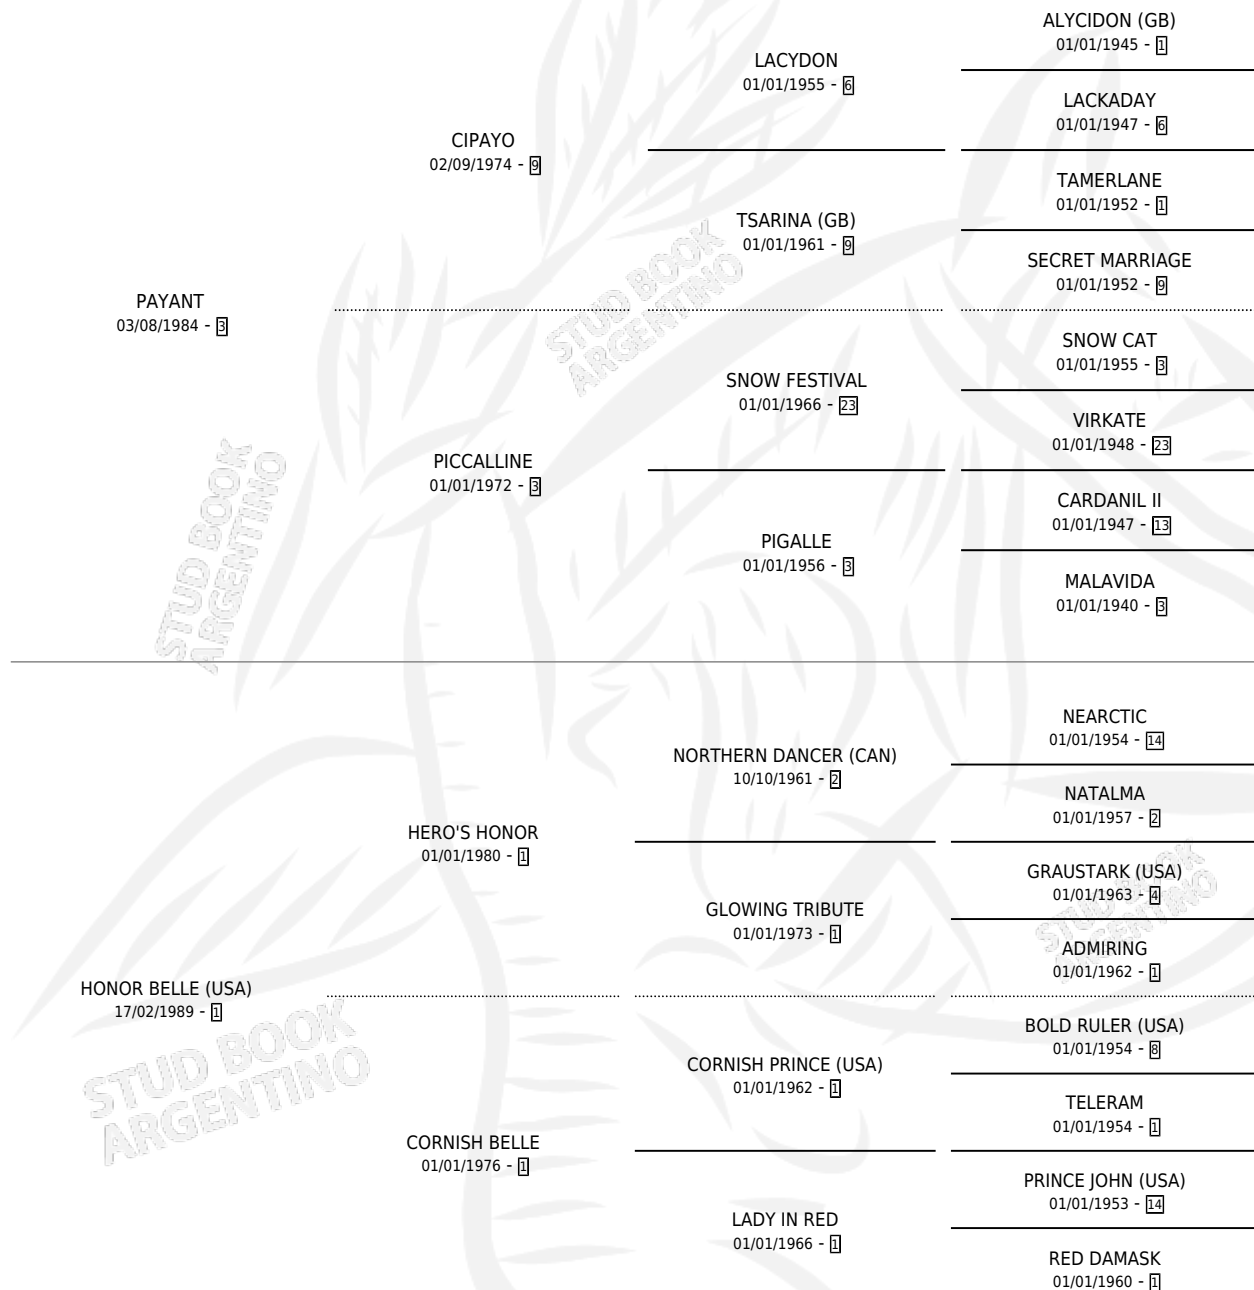 PAYANT
03/08/1984 - 3
CIPAYO
02/09/1974 - 9
LACYDON
01/01/1955 - 6
ALYCIDON (GB)
01/01/1945 - 1
LACKADAY
01/01/1947 - 6
TSARINA (GB)
01/01/1961 - 9
TAMERLANE
01/01/1952 - 1
SECRET MARRIAGE
01/01/1952 - 9
PICCALLINE
01/01/1972 - 3
SNOW FESTIVAL
01/01/1966 - 23
SNOW CAT
01/01/1955 - 3
VIRKATE
01/01/1948 - 23
PIGALLE
01/01/1956 - 3
CARDANIL II
01/01/1947 - 13
MALAVIDA
01/01/1940 - 3
HONOR BELLE (USA)
17/02/1989 - 1
HERO'S HONOR
01/01/1980 - 1
NORTHERN DANCER (CAN)
10/10/1961 - 2
NEARCTIC
01/01/1954 - 14
NATALMA
01/01/1957 - 2
GLOWING TRIBUTE
01/01/1973 - 1
GRAUSTARK (USA)
01/01/1963 - 4
ADMIRING
01/01/1962 - 1
CORNISH BELLE
01/01/1976 - 1
CORNISH PRINCE (USA)
01/01/1962 - 1
BOLD RULER (USA)
01/01/1954 - 8
TELERAM
01/01/1954 - 1
LADY IN RED
01/01/1966 - 1
PRINCE JOHN (USA)
01/01/1953 - 14
RED DAMASK
01/01/1960 - 1
STUD BOOK
ARGENTINO
STUD BOOK
ARGENTINO
STUD BOOK
ARGENTINO
STUD BOOK
ARGENTINO